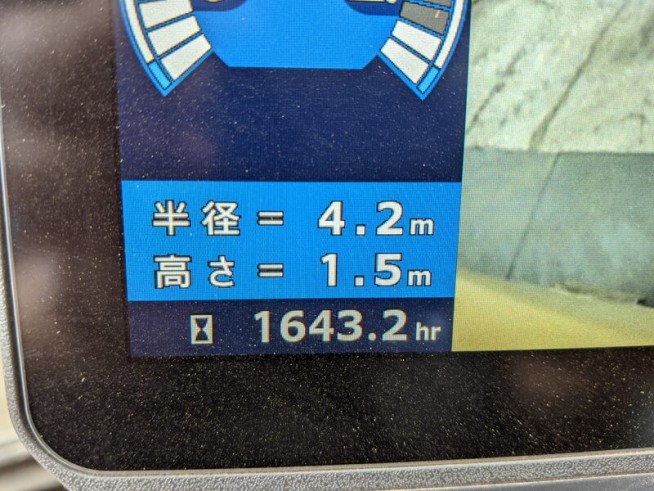 半径 = 4.2m
高さ = 1.5m
1643.2hr